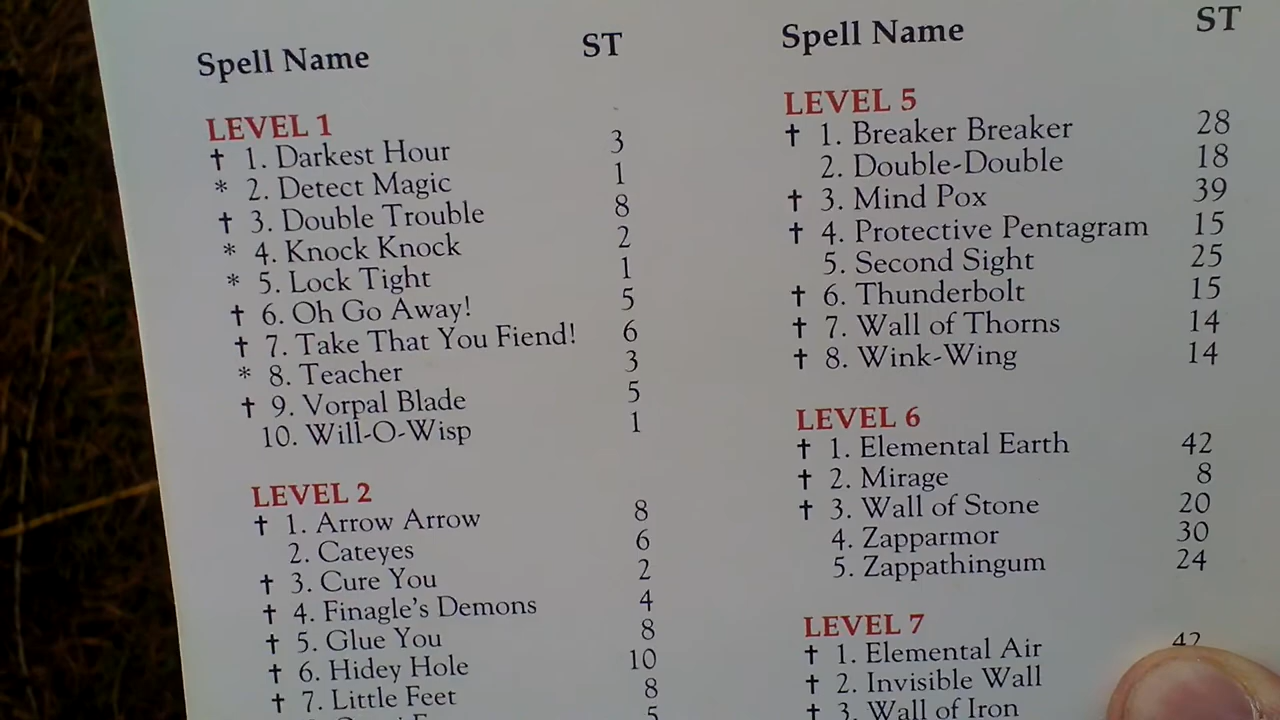 Spell Name ST
LEVEL 1
† 1. Darkest Hour 3
* 2. Detect Magic 1
† 3. Double Trouble 8
* 4. Knock Knock 2
* 5. Lock Tight 1
† 6. Oh Go Away! 5
† 7. Take That You Fiend! 6
* 8. Teacher 3
† 9. Vorpal Blade 5
10. Will-O-Wisp 1
LEVEL 2
† 1. Arrow Arrow 8
2. Cateyes 6
† 3. Cure You 2
† 4. Finagle's Demons 4
† 5. Glue You 8
† 6. Hidey Hole 10
† 7. Little Feet 8
5
Spell Name ST
LEVEL 5
† 1. Breaker Breaker 28
2. Double-Double 18
† 3. Mind Pox 39
† 4. Protective Pentagram 15
5. Second Sight 25
† 6. Thunderbolt 15
† 7. Wall of Thorns 14
† 8. Wink-Wing 14
LEVEL 6
† 1. Elemental Earth 42
† 2. Mirage 8
† 3. Wall of Stone 20
4. Zapparmor 30
5. Zappathingum 24
LEVEL 7
† 1. Elemental Air 42
† 2. Invisible Wall
† 3. Wall of Iron